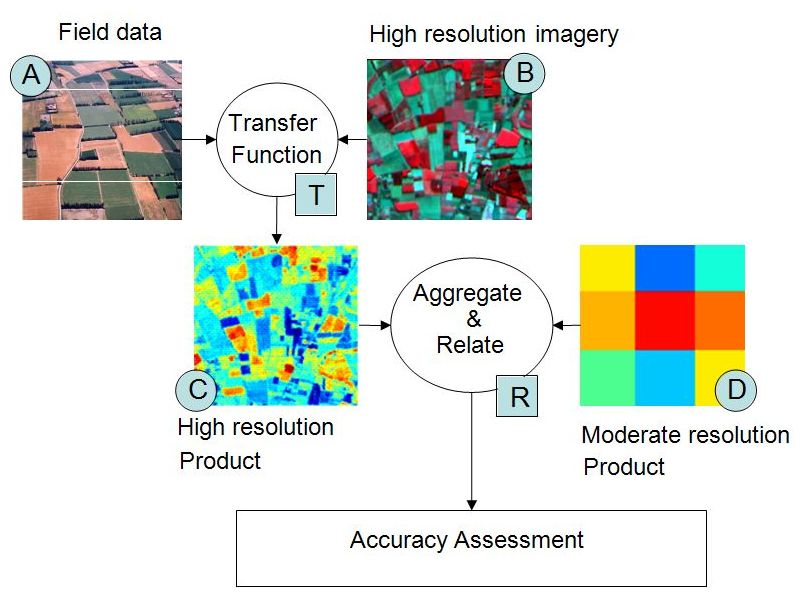 Field data
High resolution imagery
A
B
Transfer
Function
T
Aggregate
&
Relate
C
R
D
High resolution
Product
Moderate resolution
Product
Accuracy Assessment